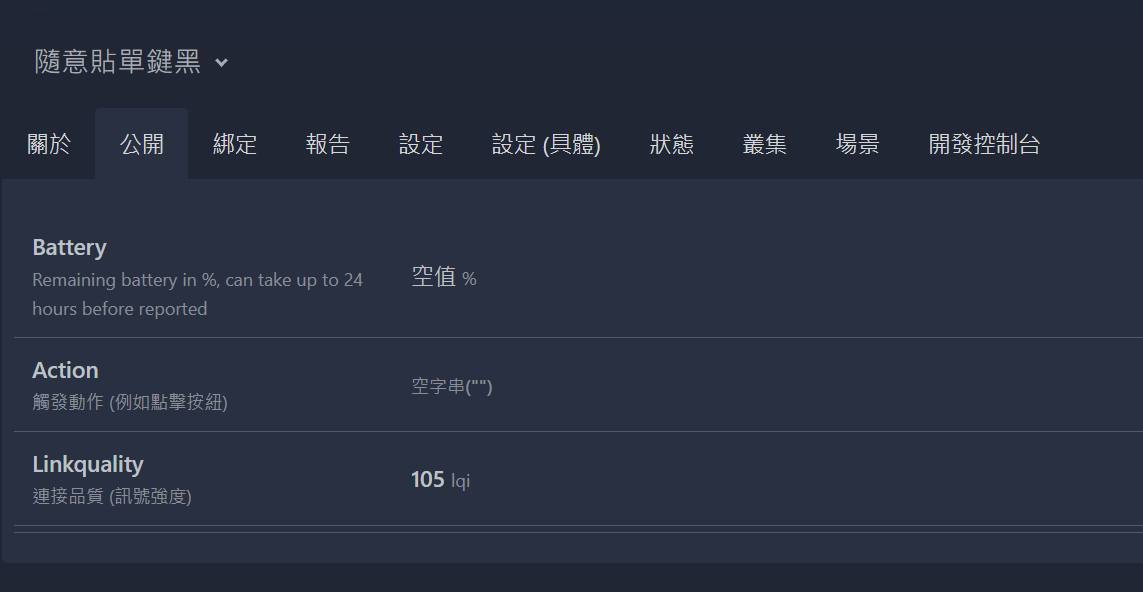 隨意貼單鍵黑
關於 公開 綁定 報告 設定 設定 (具體) 狀態 叢集 場景 開發控制台
Battery
Remaining battery in %, can take up to 24
hours before reported
空值 %
Action
觸發動作 (例如點擊按紐)
空字串("")
Linkquality
連接品質 (訊號強度)
105 lqi